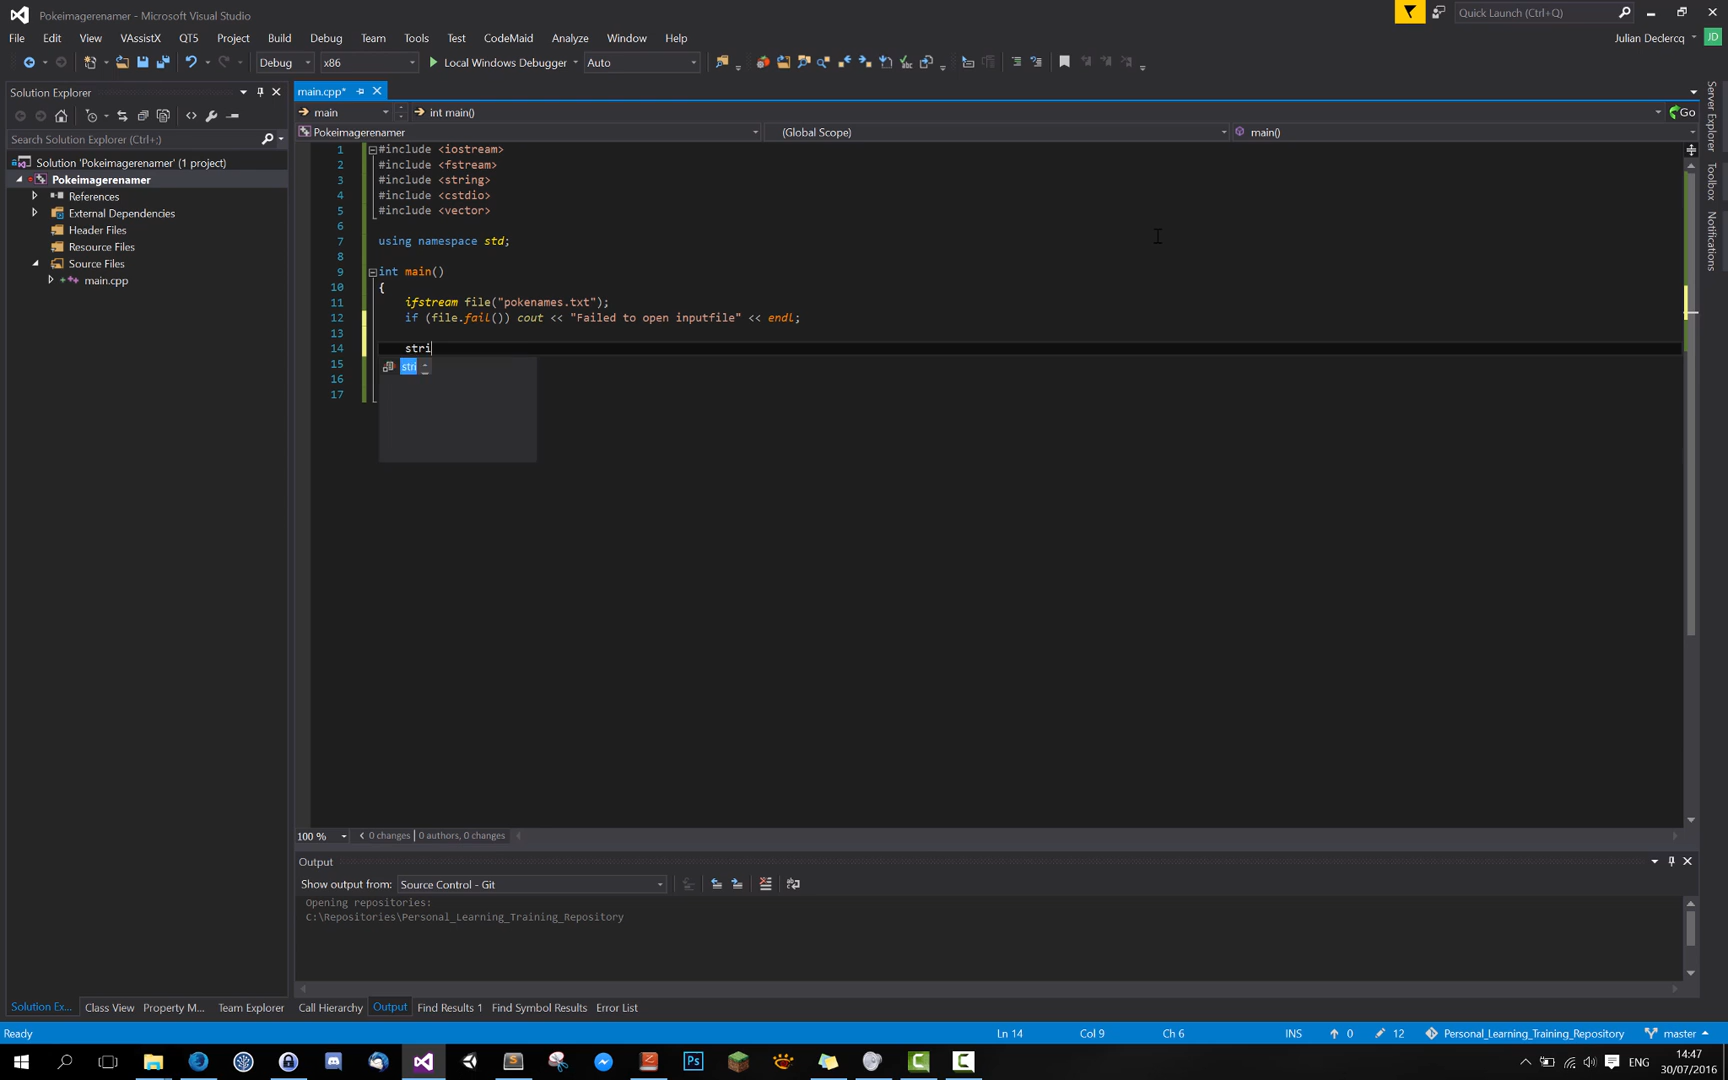 Pokeimagerenamer - Microsoft Visual Studio
Quick Launch (Ctrl+Q)
File Edit View VAssistX QT5 Project Build Debug Team Tools Test CodeMaid Analyze Window Help
Julian Declercq JD
Debug x86 Local Windows Debugger Auto
Solution Explorer
main.cpp*
main int main() Go
Search Solution Explorer (Ctrl+;)
Pokeimagerenamer (Global Scope) main()
Solution 'Pokeimagerenamer' (1 project)
Pokeimagerenamer
References
External Dependencies
Header Files
Resource Files
Source Files
main.cpp
1 #include <iostream>
2 #include <fstream>
3 #include <string>
4 #include <cstdio>
5 #include <vector>
6
7 using namespace std;
8
9 int main()
10 {
11 ifstream file("pokenames.txt");
12 if (file.fail()) cout << "Failed to open inputfile" << endl;
13
14 stri
15 stri
16
17
Server Explorer
Toolbox
Notifications
100 % 0 changes | 0 authors, 0 changes
Output
Show output from: Source Control - Git
Opening repositories:
C:\Repositories\Personal_Learning_Training_Repository
Solution Ex... Class View Property M... Team Explorer Call Hierarchy Output Find Results 1 Find Symbol Results Error List
Ready Ln 14 Col 9 Ch 6 INS 0 12 Personal_Learning_Training_Repository master
ENG 14:47
30/07/2016